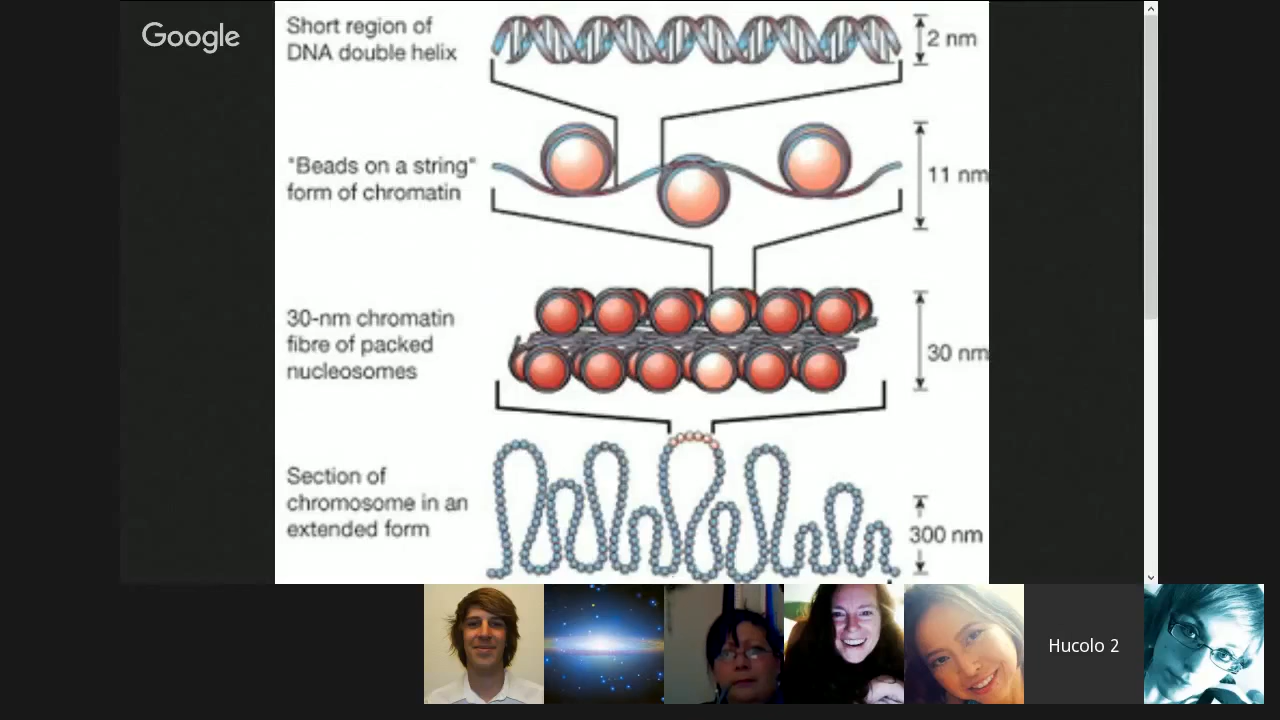 Google
Short region of
DNA double helix
2 nm
"Beads on a string"
form of chromatin
11 nm
30-nm chromatin
fibre of packed
nucleosomes
30 nm
Section of
chromosome in an
extended form
300 nm
Hucolo 2